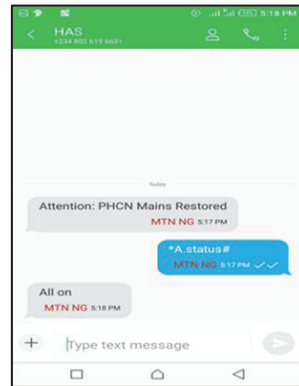 5:18 PM
HAS
+234 802 619 6631
Today
Attention: PHCN Mains Restored
MTN NG 5:17 PM
*A.status#
MTN NG 5:17 PM
All on
MTN NG 5:18 PM
Type text message